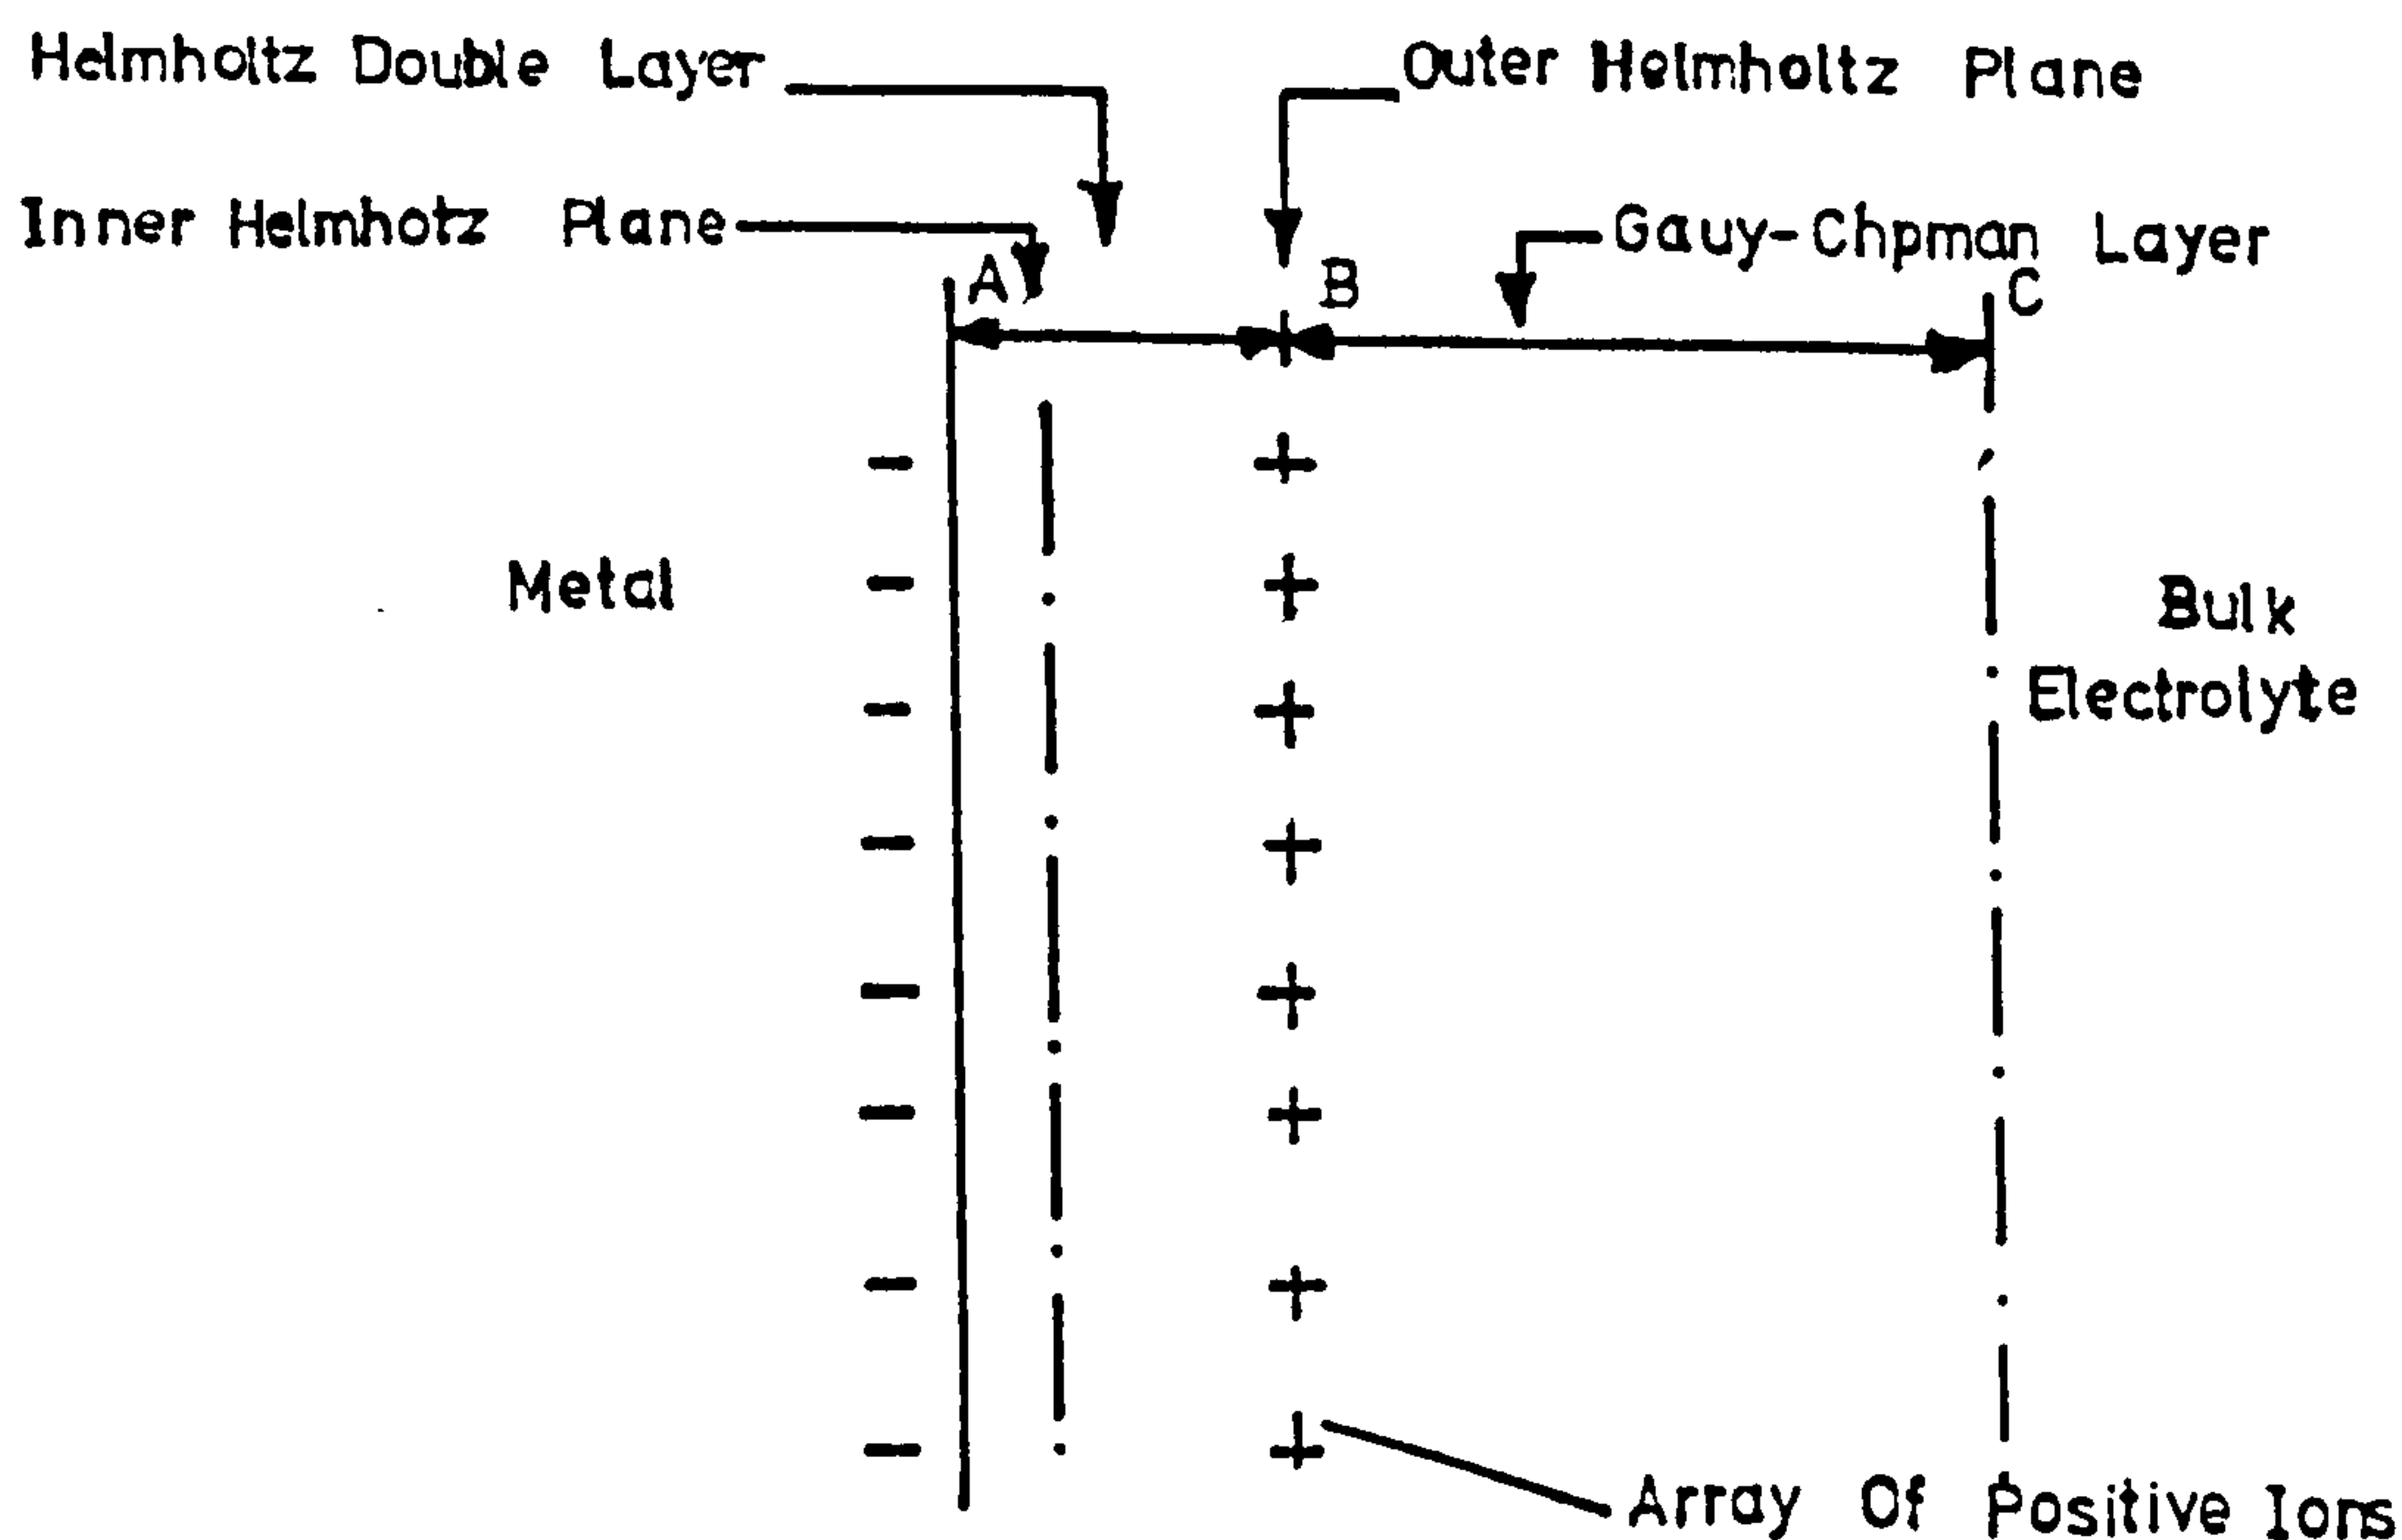 Helmholtz Double Layer
Outer Helmholtz Plane
Inner Helmhotz Plane
Gauy-Chpman Layer
A
B
C
- +
Metal - +
Bulk
Electrolyte
- +
- +
- +
- +
- +
- +
Array Of Positive Ions